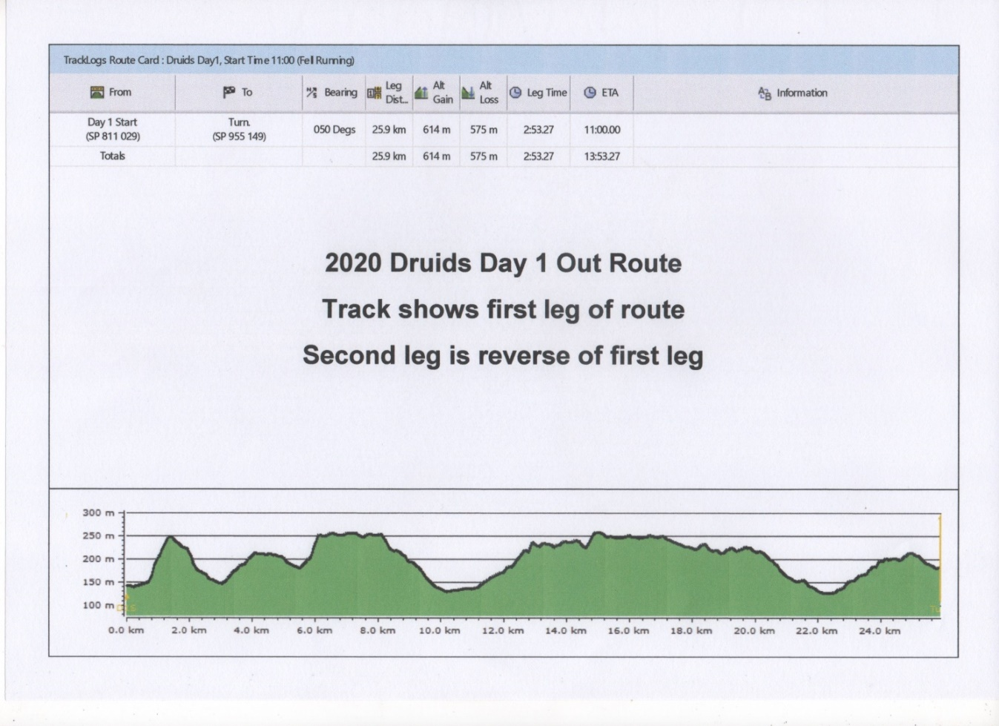 TrackLogs Route Card : Druids Day1, Start Time 11:00 (Fell Running)
From To Bearing Leg Dist... Alt Gain Alt Loss Leg Time ETA Information
Day 1 Start (SP 811 029) Turn. (SP 955 149) 050 Degs 25.9 km 614 m 575 m 2:53.27 11:00.00
Totals 25.9 km 614 m 575 m 2:53.27 13:53.27
2020 Druids Day 1 Out Route
Track shows first leg of route
Second leg is reverse of first leg
300 m
250 m
200 m
150 m
100 m
0.0 km 2.0 km 4.0 km 6.0 km 8.0 km 10.0 km 12.0 km 14.0 km 16.0 km 18.0 km 20.0 km 22.0 km 24.0 km